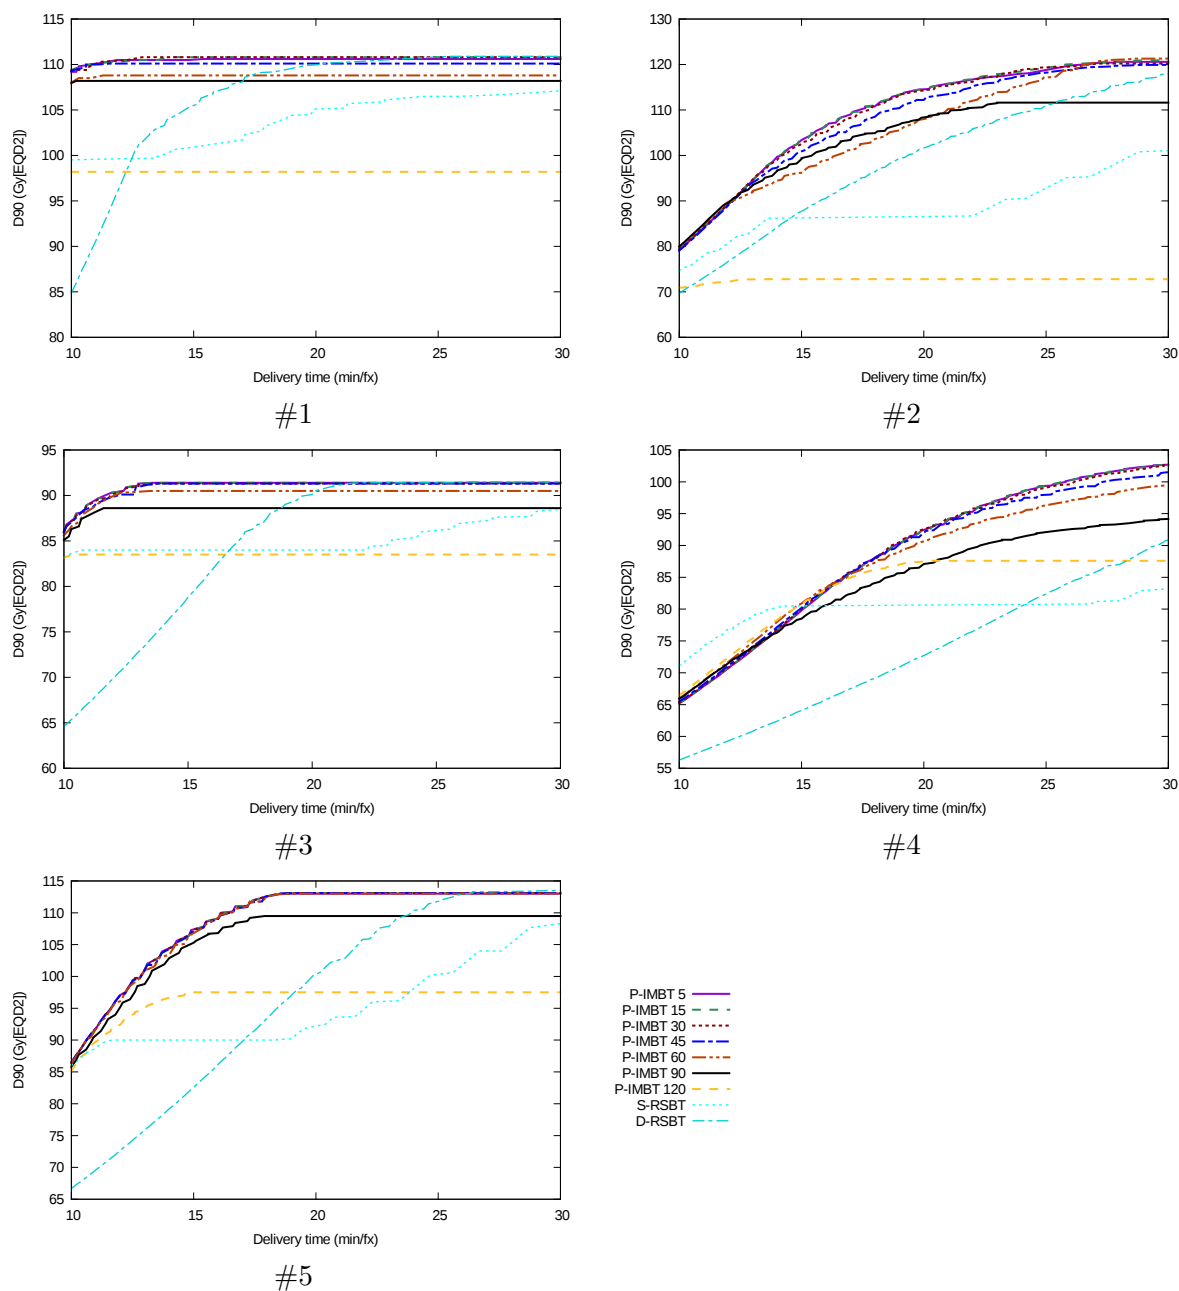 115
110
105
100
95
90
85
80
D90 (Gy[EQD2])
10 15 20 25 30
Delivery time (min/fx)
#1
130
120
110
100
90
80
70
60
D90 (Gy[EQD2])
10 15 20 25 30
Delivery time (min/fx)
#2
95
90
85
80
75
70
65
60
D90 (Gy[EQD2])
10 15 20 25 30
Delivery time (min/fx)
#3
105
100
95
90
85
80
75
70
65
60
55
D90 (Gy[EQD2])
10 15 20 25 30
Delivery time (min/fx)
#4
115
110
105
100
95
90
85
80
75
70
65
D90 (Gy[EQD2])
10 15 20 25 30
Delivery time (min/fx)
#5
P-IMBT 5
P-IMBT 15
P-IMBT 30
P-IMBT 45
P-IMBT 60
P-IMBT 90
P-IMBT 120
S-RSBT
D-RSBT